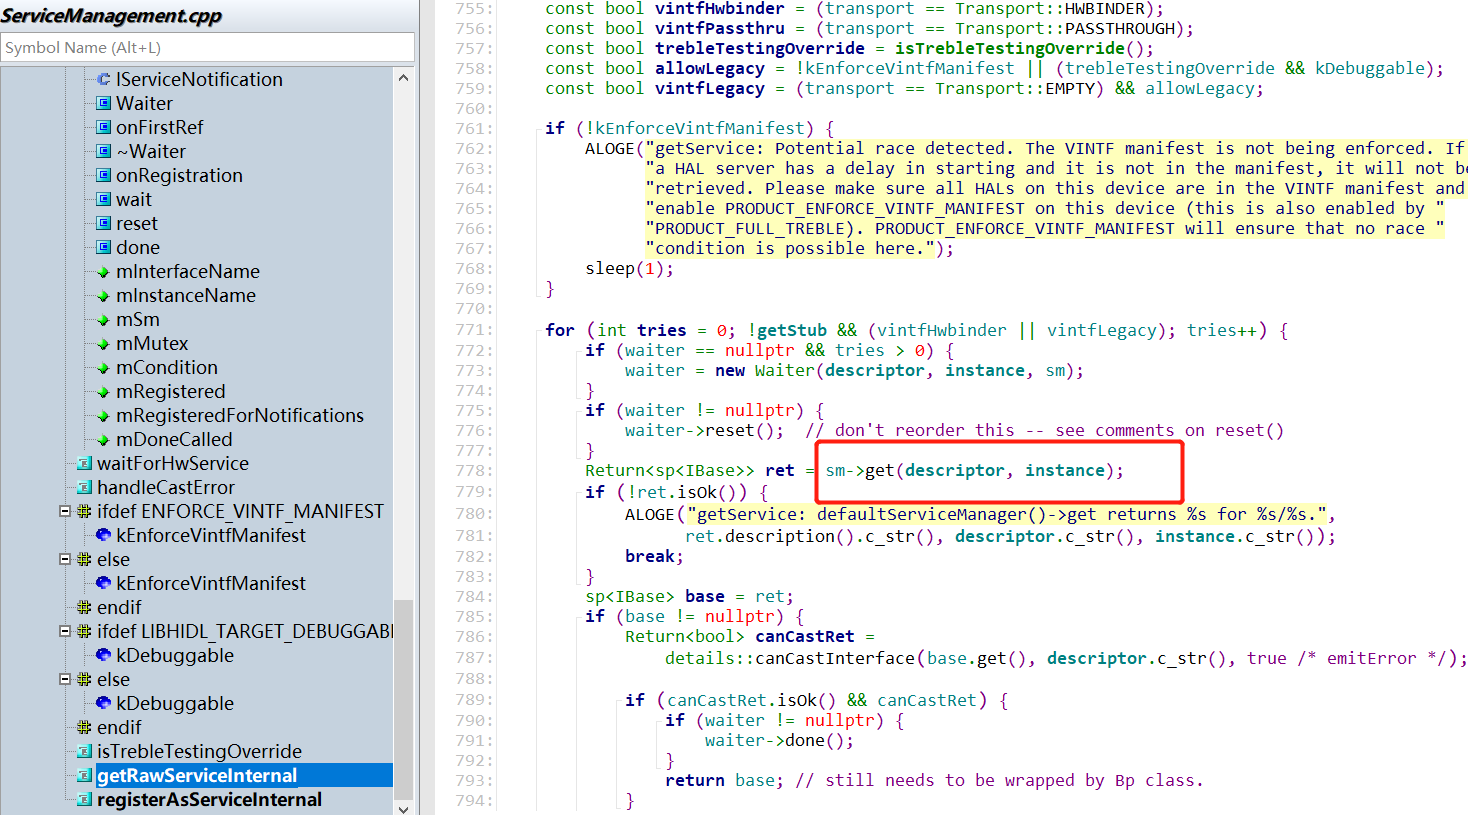 ServiceManagement.cpp
Symbol Name (Alt+L)
IServiceNotification
Waiter
onFirstRef
~Waiter
onRegistration
wait
reset
done
mInterfaceName
mInstanceName
mSm
mMutex
mCondition
mRegistered
mRegisteredForNotifications
mDoneCalled
waitForHwService
handleCastError
ifdef ENFORCE_VINTF_MANIFEST
kEnforceVintfManifest
else
kEnforceVintfManifest
endif
ifdef LIBHIDL_TARGET_DEBUGGABL
kDebuggable
else
kDebuggable
endif
isTrebleTestingOverride
getRawServiceInternal
registerAsServiceInternal
755: const bool vintfHwbinder = (transport == Transport::HWBINDER);
756: const bool vintfPassthru = (transport == Transport::PASSTHROUGH);
757: const bool trebleTestingOverride = isTrebleTestingOverride();
758: const bool allowLegacy = !kEnforceVintfManifest || (trebleTestingOverride && kDebuggable);
759: const bool vintfLegacy = (transport == Transport::EMPTY) && allowLegacy;
760:
761: if (!kEnforceVintfManifest) {
762: ALOGE("getService: Potential race detected. The VINTF manifest is not being enforced. If
763: "a HAL server has a delay in starting and it is not in the manifest, it will not be
764: "retrieved. Please make sure all HALs on this device are in the VINTF manifest and
765: "enable PRODUCT_ENFORCE_VINTF_MANIFEST on this device (this is also enabled by "
766: "PRODUCT_FULL_TREBLE). PRODUCT_ENFORCE_VINTF_MANIFEST will ensure that no race "
767: "condition is possible here.");
768: sleep(1);
769: }
770:
771: for (int tries = 0; !getStub && (vintfHwbinder || vintfLegacy); tries++) {
772: if (waiter == nullptr && tries > 0) {
773: waiter = new Waiter(descriptor, instance, sm);
774: }
775: if (waiter != nullptr) {
776: waiter->reset(); // don't reorder this -- see comments on reset()
777: }
778: Return<sp<IBase>> ret = sm->get(descriptor, instance);
779: if (!ret.isOk()) {
780: ALOGE("getService: defaultServiceManager()->get returns %s for %s/%s.",
781: ret.description().c_str(), descriptor.c_str(), instance.c_str());
782: break;
783: }
784: sp<IBase> base = ret;
785: if (base != nullptr) {
786: Return<bool> canCastRet =
787: details::canCastInterface(base.get(), descriptor.c_str(), true /* emitError */);
788:
789: if (canCastRet.isOk() && canCastRet) {
790: if (waiter != nullptr) {
791: waiter->done();
792: }
793: return base; // still needs to be wrapped by Bp class.
794: }